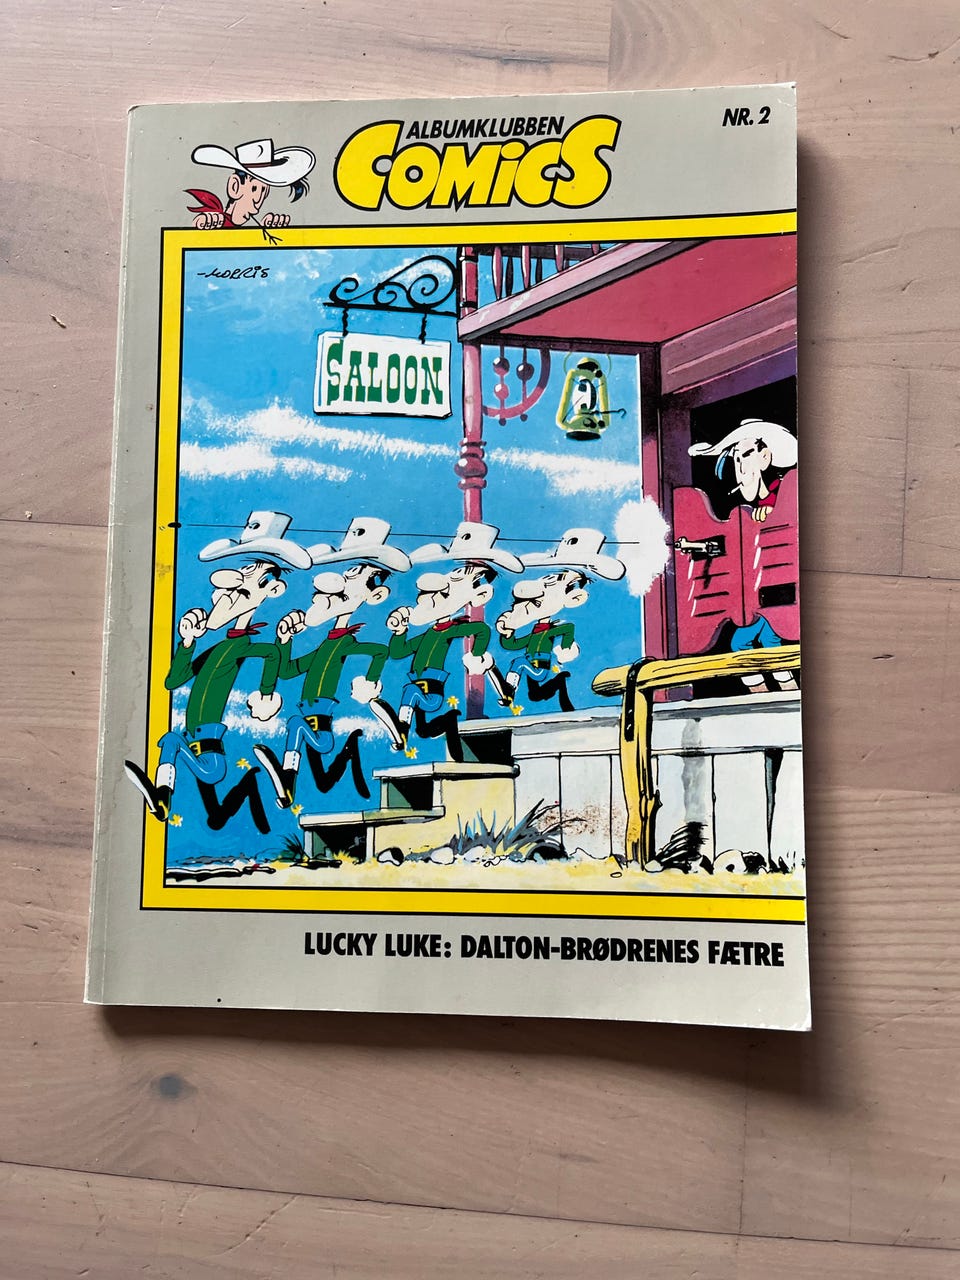 ALBUMKLUBBEN
COMiCS
NR. 2
MORRIS
SALOON
LUCKY LUKE: DALTON-BRØDRENES FÆTRE